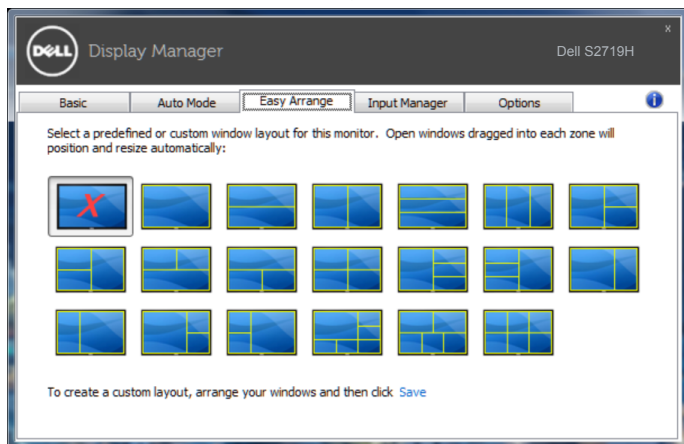 DELL
Display Manager
Dell S2719H
x
Basic
Auto Mode
Easy Arrange
Input Manager
Options
i
Select a predefined or custom window layout for this monitor. Open windows dragged into each zone will
position and resize automatically:
X
To create a custom layout, arrange your windows and then click Save